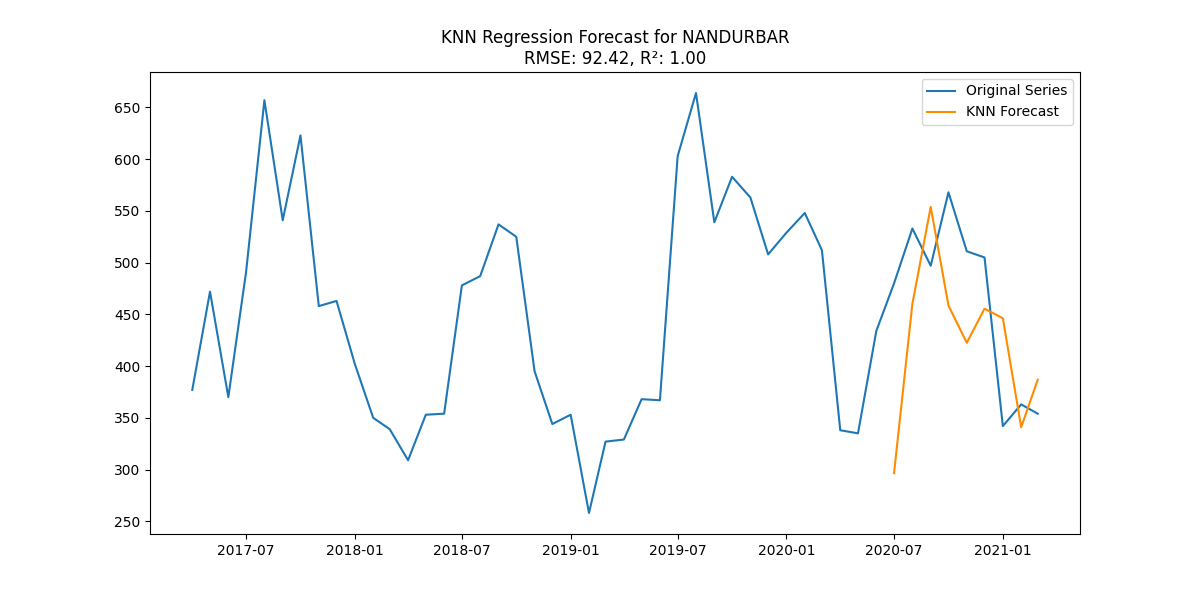 KNN Regression Forecast for NANDURBAR
RMSE: 92.42, R²: 1.00
Original Series
KNN Forecast
650
600
550
500
450
400
350
300
250
2017-07 2018-01 2018-07 2019-01 2019-07 2020-01 2020-07 2021-01